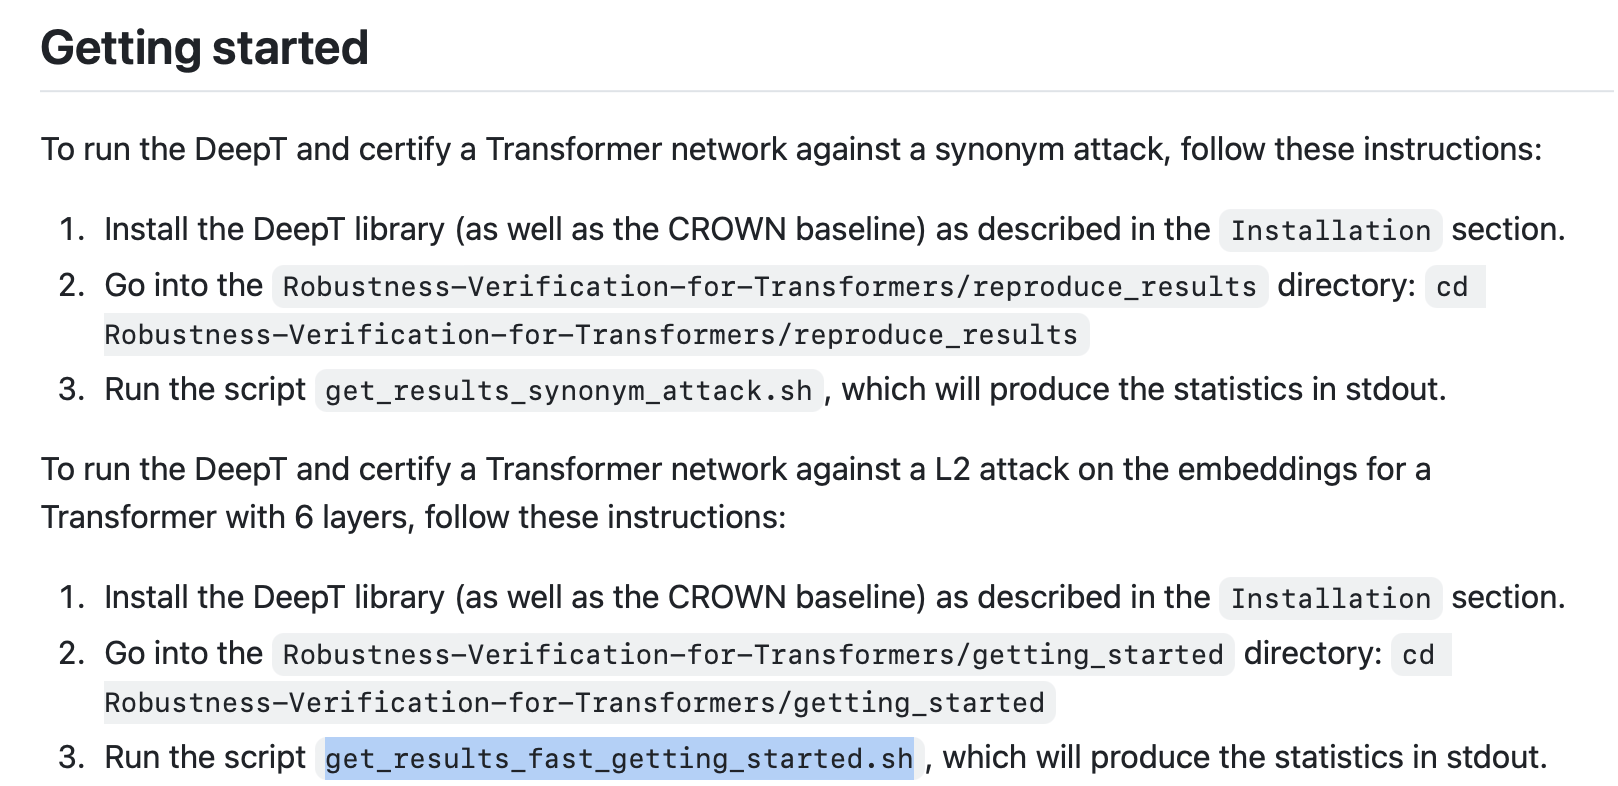 Getting started
To run the DeepT and certify a Transformer network against a synonym attack, follow these instructions:
1. Install the DeepT library (as well as the CROWN baseline) as described in the Installation section.
2. Go into the Robustness-Verification-for-Transformers/reproduce_results directory: cd
Robustness-Verification-for-Transformers/reproduce_results
3. Run the script get_results_synonym_attack.sh, which will produce the statistics in stdout.
To run the DeepT and certify a Transformer network against a L2 attack on the embeddings for a
Transformer with 6 layers, follow these instructions:
1. Install the DeepT library (as well as the CROWN baseline) as described in the Installation section.
2. Go into the Robustness-Verification-for-Transformers/getting_started directory: cd
Robustness-Verification-for-Transformers/getting_started
3. Run the script get_results_fast_getting_started.sh, which will produce the statistics in stdout.